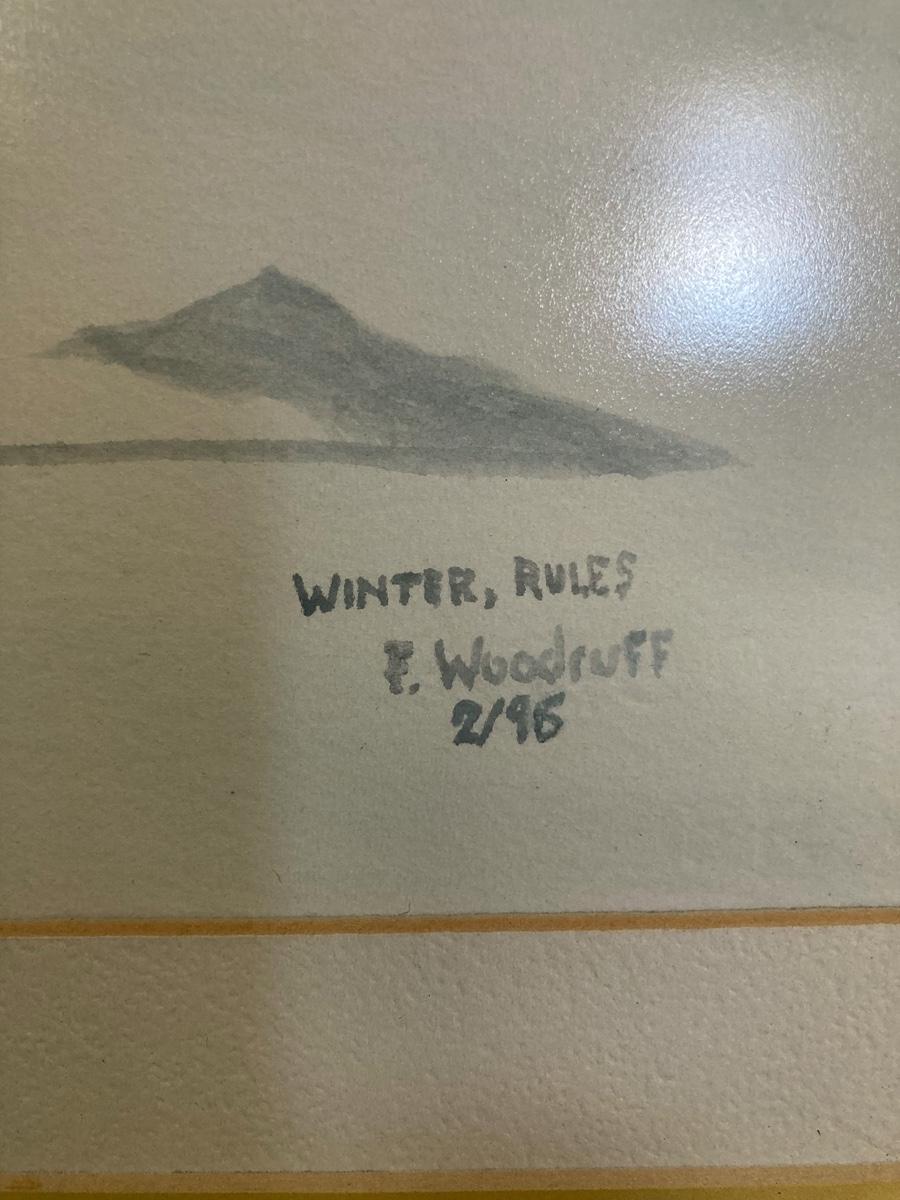 WINTER, RULES
F. Woodruff
2/96